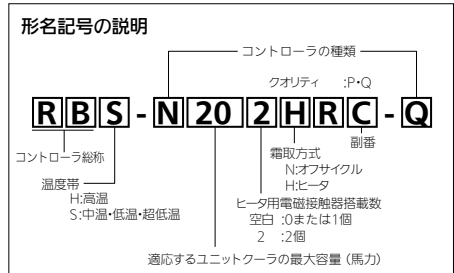 形名記号の説明
コントローラの種類
クオリティ :P・Q
RBS-N202HRC-Q
コントローラ総称
副番
霜取方式
N:オフサイクル
H:ヒータ
温度帯
H:高温
S:中温・低温・超低温
ヒータ用電磁接触器搭載数
空白 :0または1個
2 :2個
適応するユニットクーラの最大容量（馬力）